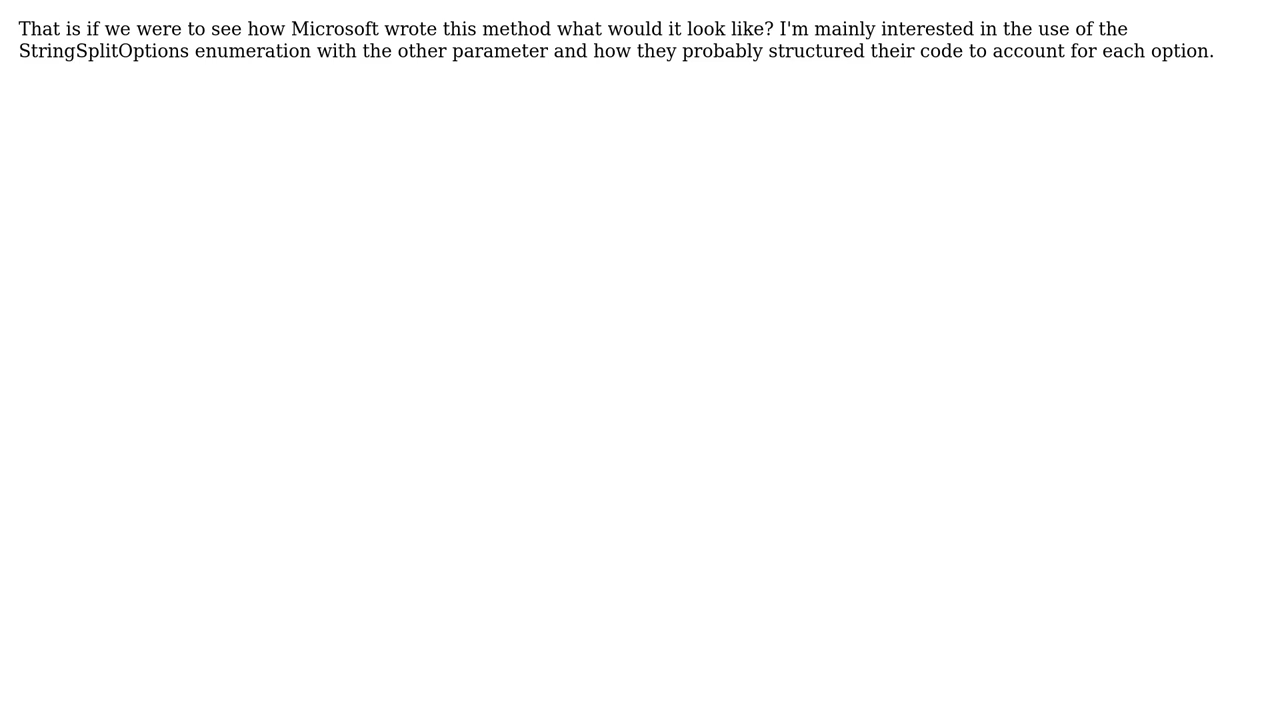 That is if we were to see how Microsoft wrote this method what would it look like? I'm mainly interested in the use of the
StringSplitOptions enumeration with the other parameter and how they probably structured their code to account for each option.